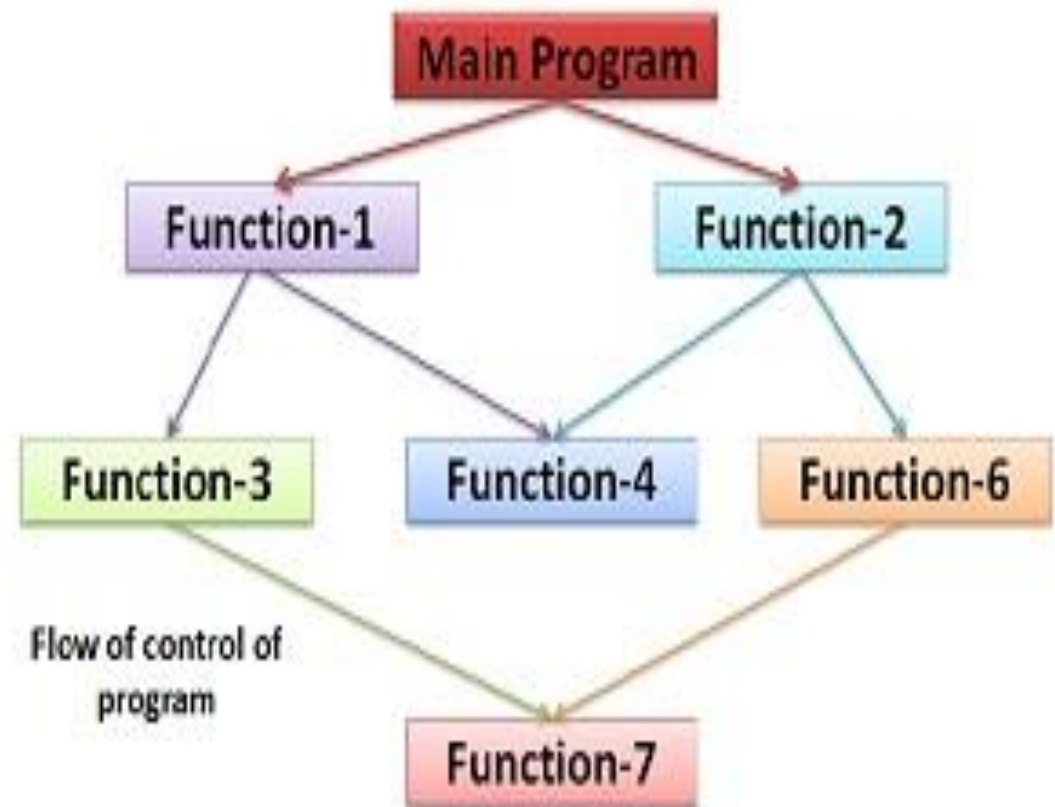 Main Program
Function-1
Function-2
Function-3
Function-4
Function-6
Flow of control of
program
Function-7